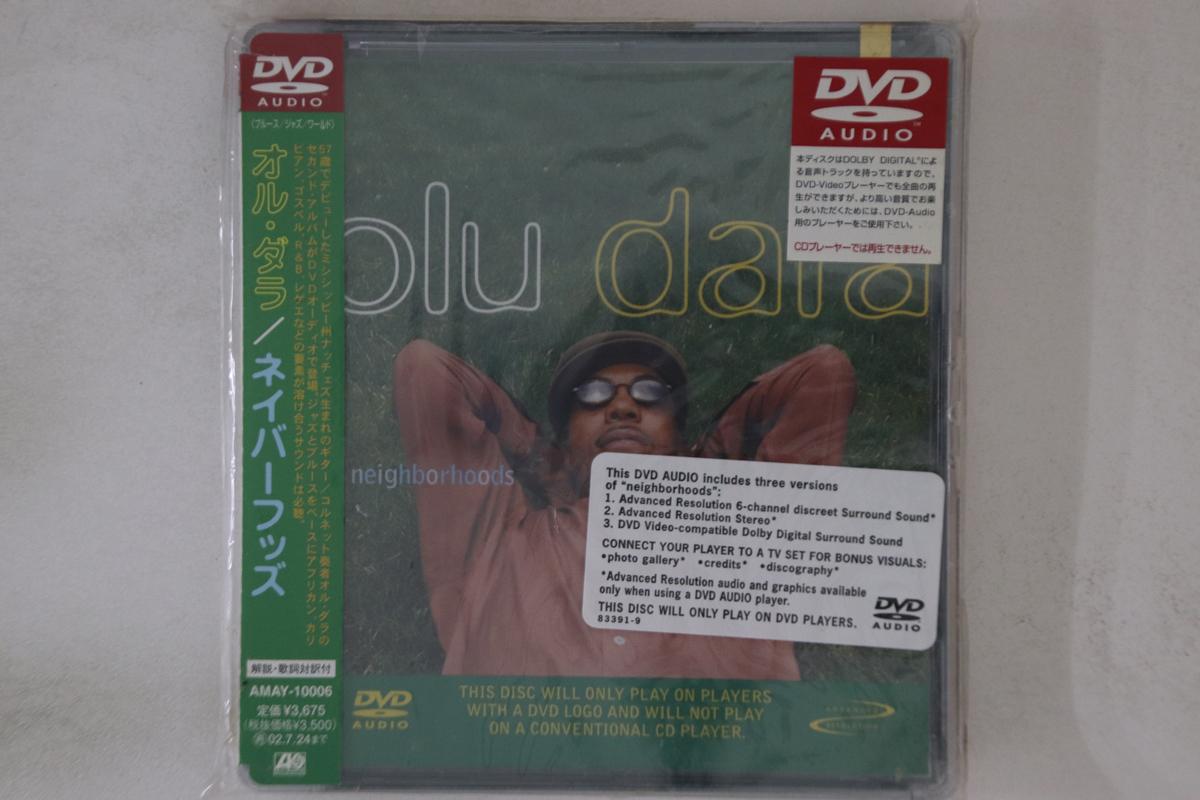 DVD
AUDIO
(ブルース/ジャズ/ワールド)
オル・ダラ/ネイバーフッズ
57歳でデビューしたミシシッピー州ナッチェズ生まれのギター/コルネット奏者オル・ダラの
セカンド・アルバムがDVDオーディオで登場。ジャズとブルースをベースにアフリカン、カリ
ビアン、ゴスペル、R&B、レゲエなどの要素が溶け合うサウンドは必聴。
解説・歌詞対訳付
AMAY-10006
定価¥3,675
(税抜価格¥3,500)
再02.7.24まで
olu dara
neighborhoods
DVD
AUDIO
本ディスクはDOLBY DIGITAL®によ
る音声トラックを持っていますので、
DVD-Videoプレーヤーでも全曲の再
生ができますが、より高い音質でお楽
しみいただくためには、DVD-Audio
用のプレーヤーをご使用下さい。
CDプレーヤーでは再生できません。
This DVD AUDIO includes three versions
of "neighborhoods":
1. Advanced Resolution 6-channel discreet Surround Sound*
2. Advanced Resolution Stereo*
3. DVD Video-compatible Dolby Digital Surround Sound
CONNECT YOUR PLAYER TO A TV SET FOR BONUS VISUALS:
•photo gallery* •credits* •discography*
*Advanced Resolution audio and graphics available
only when using a DVD AUDIO player.
THIS DISC WILL ONLY PLAY ON DVD PLAYERS.
83391-9
DVD
AUDIO
DVD
AUDIO
THIS DISC WILL ONLY PLAY ON PLAYERS
WITH A DVD LOGO AND WILL NOT PLAY
ON A CONVENTIONAL CD PLAYER.
ADVANCED
RESOLUTION